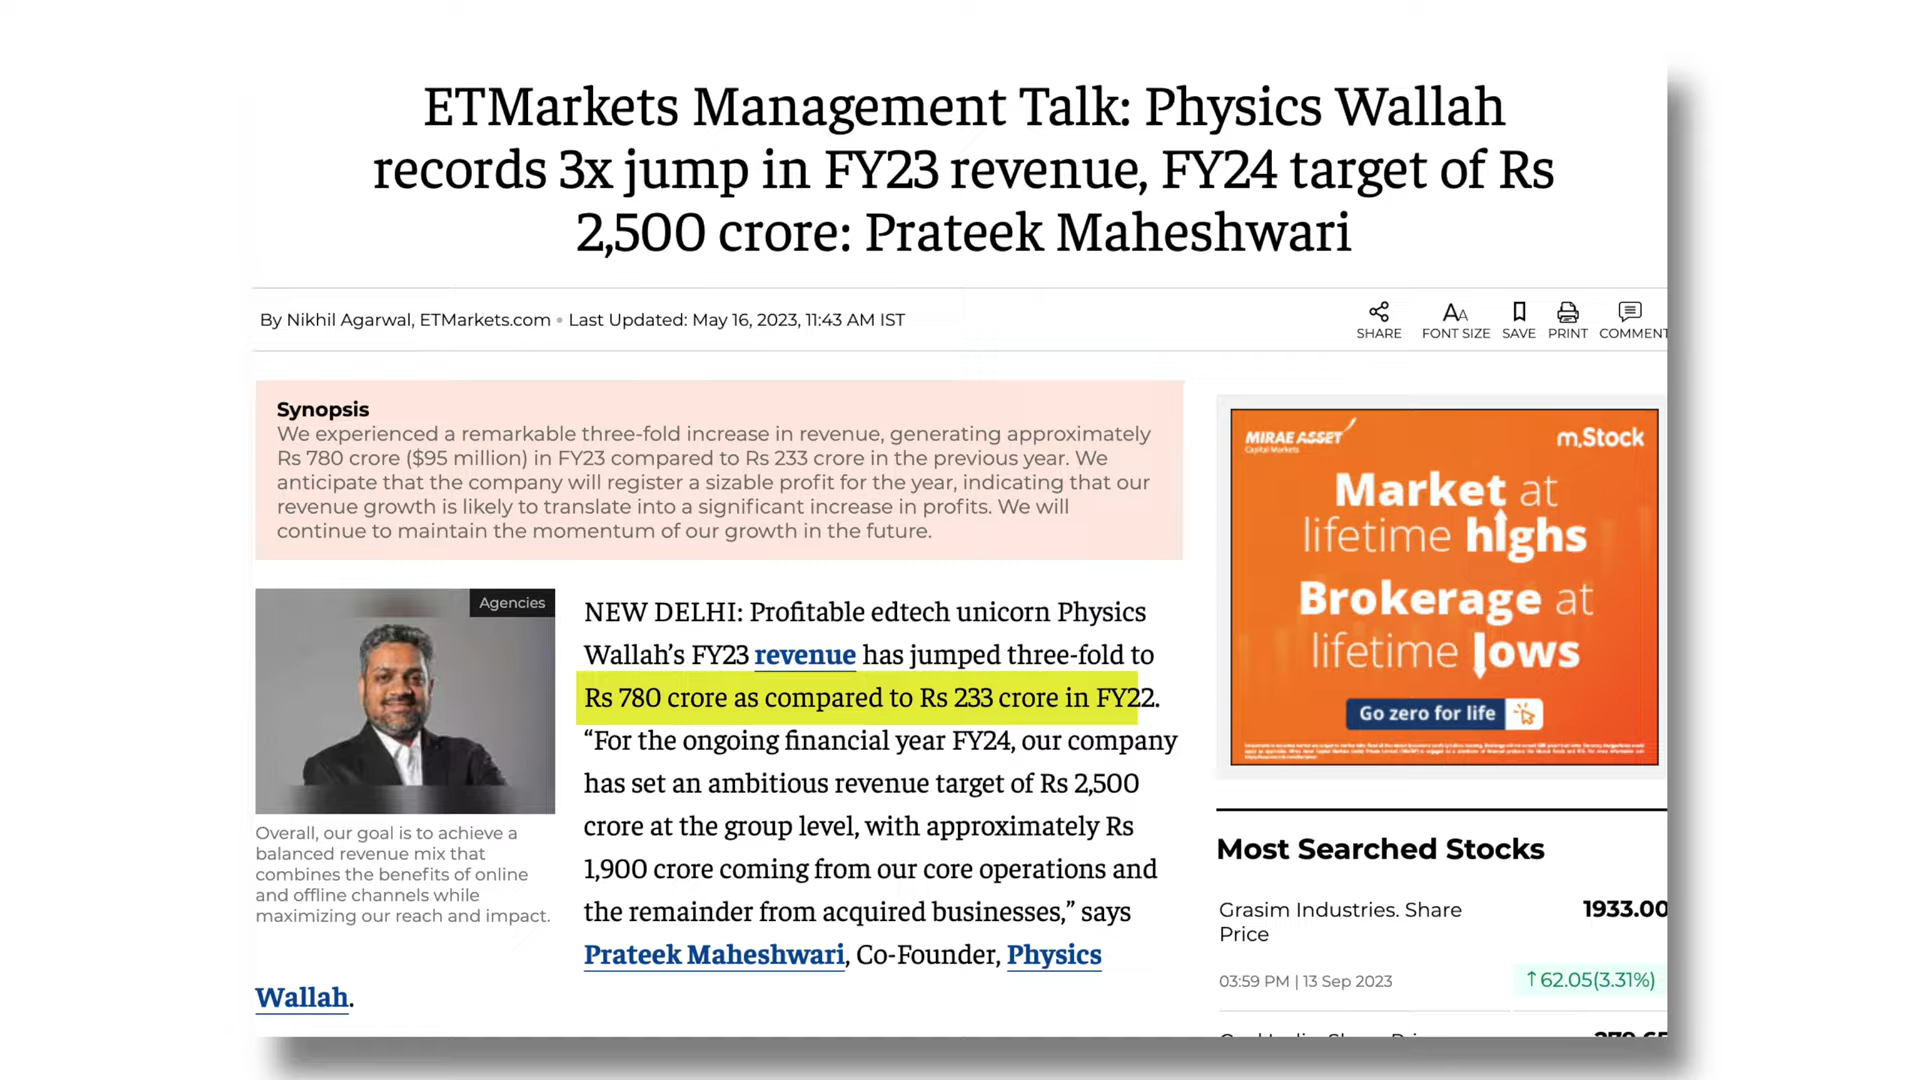 ETMarkets Management Talk: Physics Wallah
records 3x jump in FY23 revenue, FY24 target of Rs
2,500 crore: Prateek Maheshwari
By Nikhil Agarwal, ETMarkets.com • Last Updated: May 16, 2023, 11:43 AM IST
SHARE
FONT SIZE
SAVE
PRINT
COMMENT
Synopsis
We experienced a remarkable three-fold increase in revenue, generating approximately
Rs 780 crore ($95 million) in FY23 compared to Rs 233 crore in the previous year. We
anticipate that the company will register a sizable profit for the year, indicating that our
revenue growth is likely to translate into a significant increase in profits. We will
continue to maintain the momentum of our growth in the future.
Agencies
Overall, our goal is to achieve a
balanced revenue mix that
combines the benefits of online
and offline channels while
maximizing our reach and impact.
NEW DELHI: Profitable edtech unicorn Physics
Wallah’s FY23 revenue has jumped three-fold to
Rs 780 crore as compared to Rs 233 crore in FY22.
“For the ongoing financial year FY24, our company
has set an ambitious revenue target of Rs 2,500
crore at the group level, with approximately Rs
1,900 crore coming from our core operations and
the remainder from acquired businesses,” says
Prateek Maheshwari, Co-Founder, Physics
Wallah.
MIRAE ASSET
Capital Markets
m.Stock
Market at
lifetime highs
Brokerage at
lifetime lows
Go zero for life
Most Searched Stocks
Grasim Industries. Share
Price
1933.00
03:59 PM | 13 Sep 2023
↑62.05(3.31%)